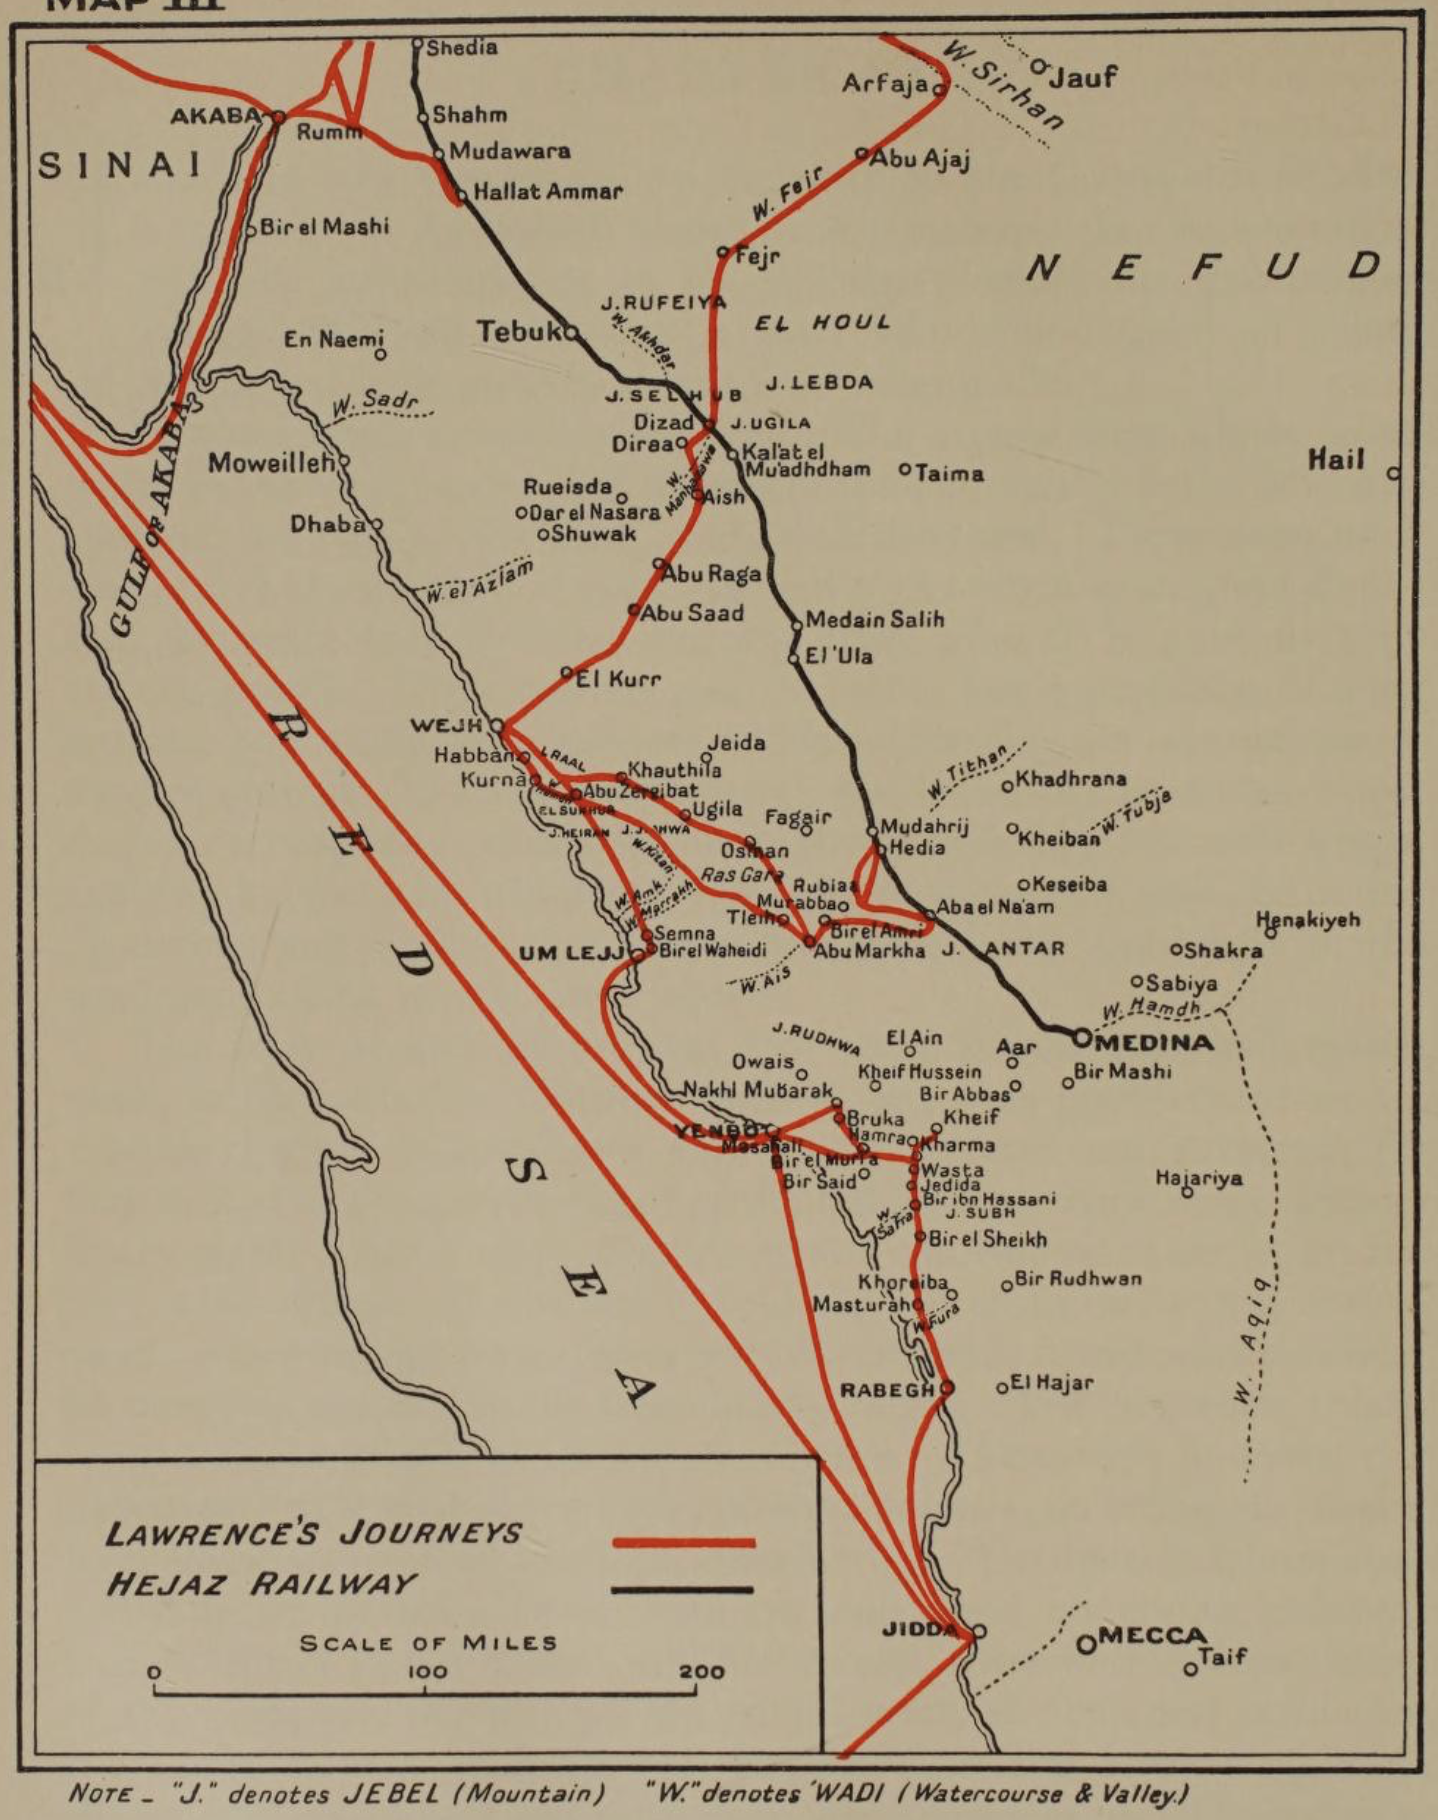 MAP III
Shedia
W. Sirhan
Jauf
Arfaja
AKABA
Rumm
Shahm
Mudawara
Abu Ajaj
SINAI
Hallat Ammar
W. Fejr
Bir el Mashi
Fejr
NEFUD
J. RUFEIYA
EL HOUL
W. Akhdar
Tebuk
En Naemi
J. LEBDA
J. SELHUB
W. Sadr
Dizad
J. UGILA
Diraa
Kal'at el
Mu'adhdham
Moweilleh
Taima
Hail
W.
Aish
Rueisda
Dar el Nasara
Dhaba
Shuwak
GULF OF AKABA
Abu Raga
W. el Azlam
Abu Saad
Medain Salih
El 'Ula
El Kurr
WEJH
Habban
RAAL
Jeida
Khauthila
Kurna
Abu Zereibat
W. Tithan
Khadhrana
W. Tubja
EL SUKHUR
Ugila
Fagair
Mudahrij
Kheiban
J. HEIRAN
Hedia
W. Kitan
Osman
Ras Gara
Rubiaa
Keseiba
W. Amk
W. Marrakh
Murabba
Tleih
Aba el Na'am
Henakiyeh
Bir el Amri
Semna
UM LEJJ
Bir el Waheidi
Abu Markha
J. ANTAR
Shakra
W. Ais
Sabiya
W. Hamdh
MEDINA
J. RUDHWA
El Ain
Aar
Owais
Kheif Hussein
Bir Mashi
Bir Abbas
Nakhl Mubarak
Bruka
Kheif
YENBO
Hamra
Kharma
Masahali
Bir el Murra
Wasta
Bir Said
Jedida
Hajariya
Bir ibn Hassani
J. SUBH
W. Safra
Bir el Sheikh
Khoreiba
Bir Rudhwan
Masturah
W. Fura
W. Aqiq
RABEGH
El Hajar
RED SEA
JIDDA
MECCA
Taif
LAWRENCE'S JOURNEYS
HEJAZ RAILWAY
SCALE OF MILES
0 100 200
NOTE - "J." denotes JEBEL (Mountain) "W." denotes 'WADI (Watercourse & Valley.)